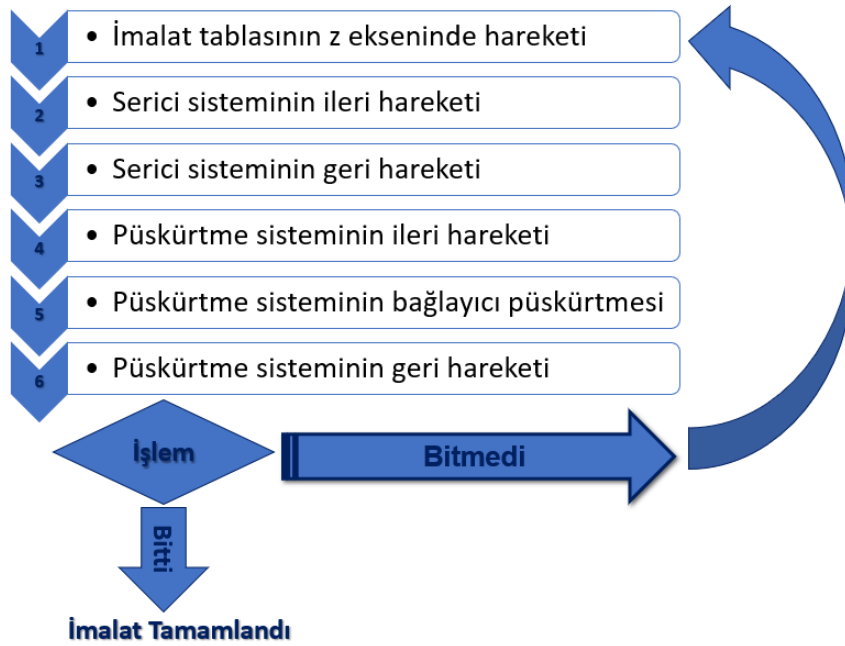 1
• İmalat tablasının z ekseninde hareketi
2
• Serici sisteminin ileri hareketi
3
• Serici sisteminin geri hareketi
4
• Püskürtme sisteminin ileri hareketi
5
• Püskürtme sisteminin bağlayıcı püskürtmesi
6
• Püskürtme sisteminin geri hareketi
İşlem
Bitmedi
Bitti
İmalat Tamamlandı